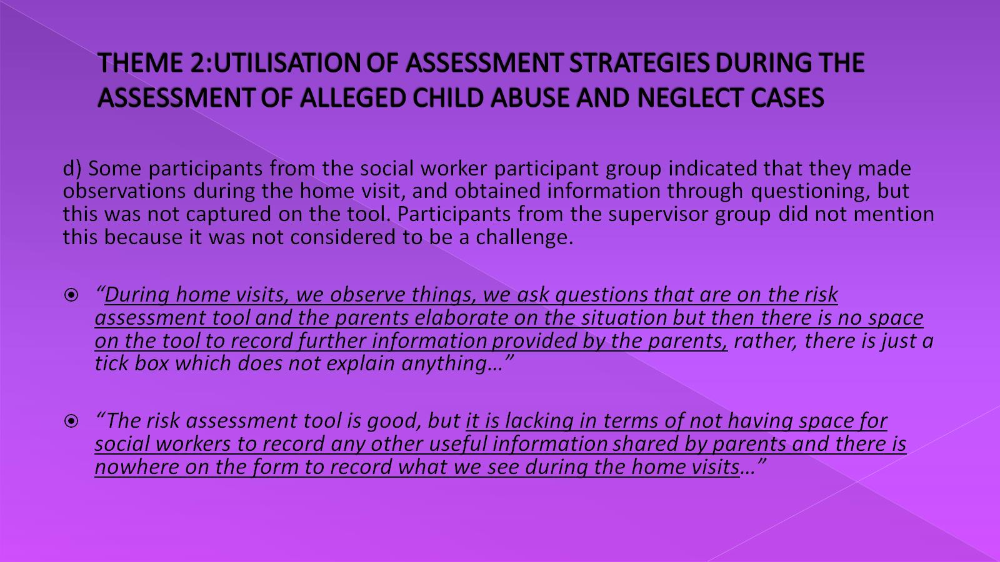 THEME 2:UTILISATION OF ASSESSMENT STRATEGIES DURING THE
ASSESSMENT OF ALLEGED CHILD ABUSE AND NEGLECT CASES
d) Some participants from the social worker participant group indicated that they made
observations during the home visit, and obtained information through questioning, but
this was not captured on the tool. Participants from the supervisor group did not mention
this because it was not considered to be a challenge.
“During home visits, we observe things, we ask questions that are on the risk
assessment tool and the parents elaborate on the situation but then there is no space
on the tool to record further information provided by the parents, rather, there is just a
tick box which does not explain anything…”
“The risk assessment tool is good, but it is lacking in terms of not having space for
social workers to record any other useful information shared by parents and there is
nowhere on the form to record what we see during the home visits…”